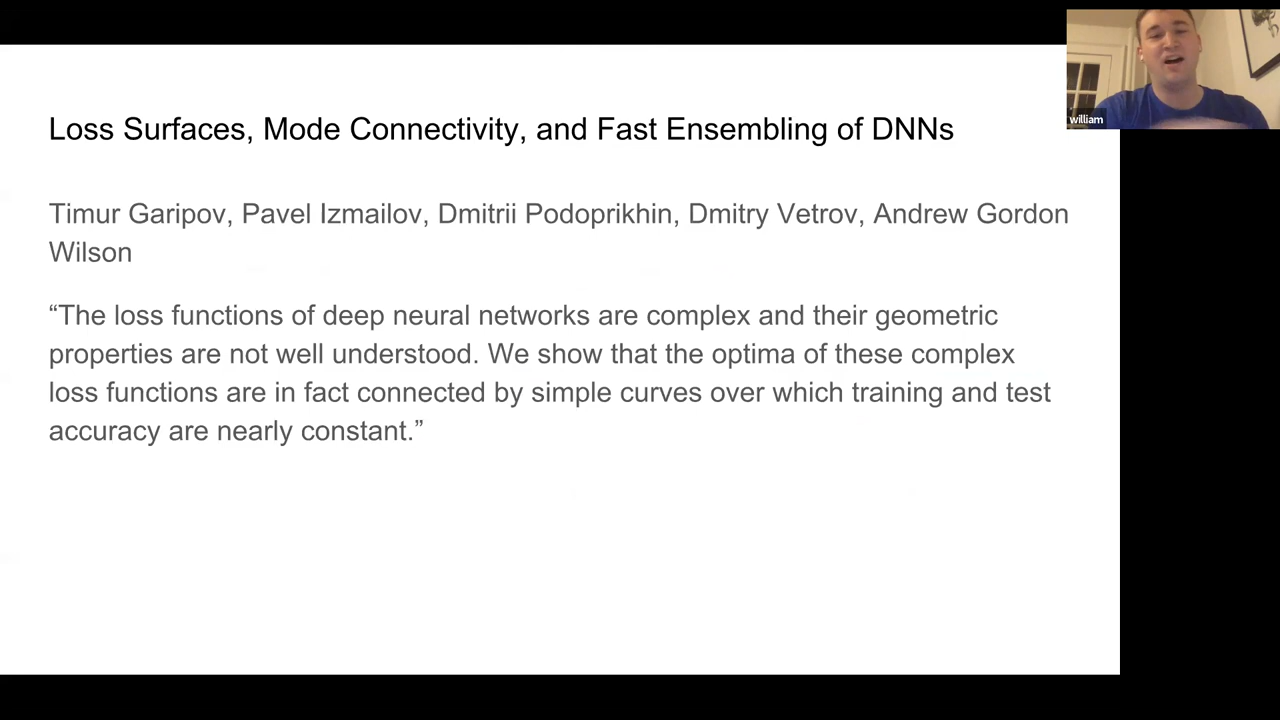 Loss Surfaces, Mode Connectivity, and Fast Ensembling of DNNs
william
Timur Garipov, Pavel Izmailov, Dmitrii Podoprikhin, Dmitry Vetrov, Andrew Gordon
Wilson
“The loss functions of deep neural networks are complex and their geometric
properties are not well understood. We show that the optima of these complex
loss functions are in fact connected by simple curves over which training and test
accuracy are nearly constant.”